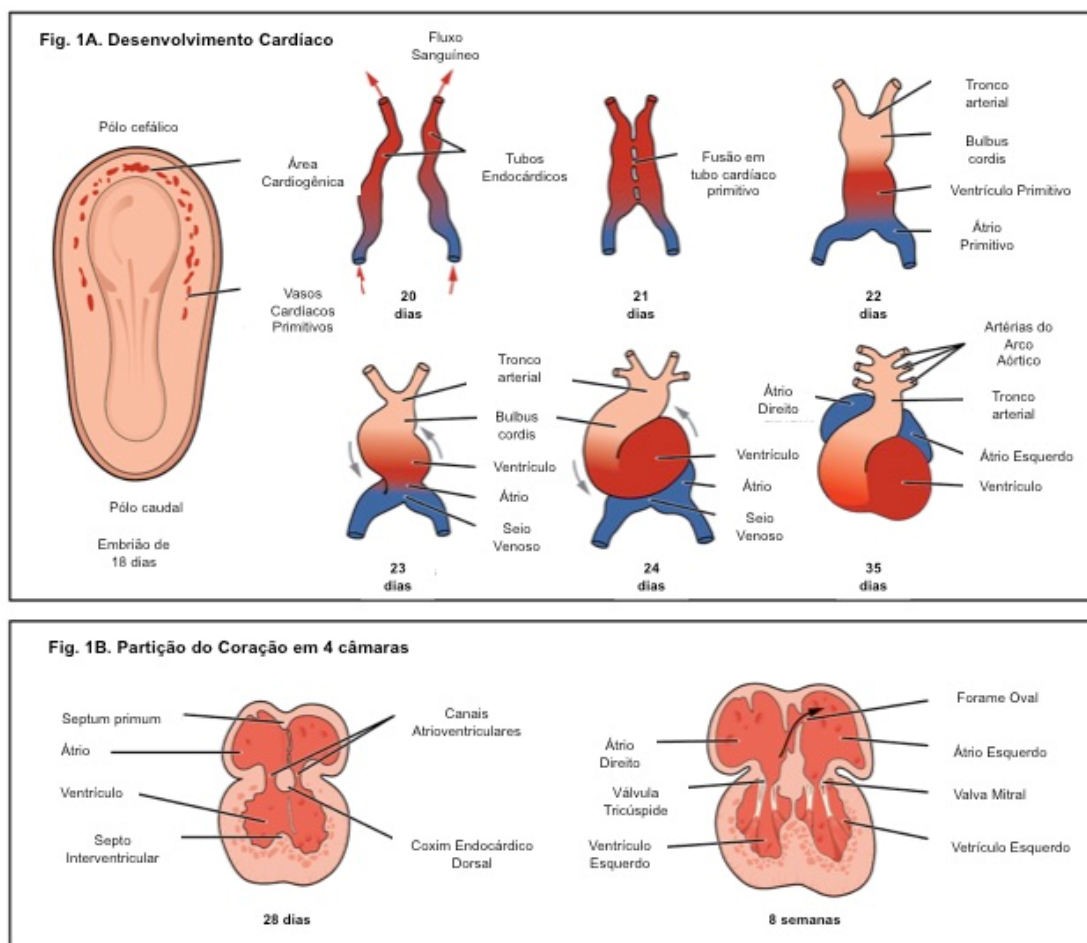 Fig. 1A. Desenvolvimento Cardíaco
Pólo cefálico
Área
Cardiogênica
Vasos
Cardíacos
Primitivos
Pólo caudal
Embrião de
18 dias
Fluxo
Sanguíneo
Tubos
Endocárdicos
20
dias
Fusão em
tubo cardíaco
primitivo
21
dias
Tronco
arterial
Bulbus
cordis
Ventrículo Primitivo
Átrio
Primitivo
22
dias
Tronco
arterial
Bulbus
cordis
Ventrículo
Átrio
Seio
Venoso
23
dias
Ventrículo
Átrio
Seio
Venoso
24
dias
Artérias do
Arco
Aórtico
Átrio
Direito
Tronco
arterial
Átrio Esquerdo
Ventrículo
35
dias
Fig. 1B. Partição do Coração em 4 câmaras
Septum primum
Átrio
Ventrículo
Septo
Interventricular
Canais
Atrioventriculares
Coxim Endocárdico
Dorsal
28 dias
Átrio
Direito
Válvula
Tricúspide
Ventrículo
Esquerdo
Forame Oval
Átrio Esquerdo
Valva Mitral
Vetrículo Esquerdo
8 semanas